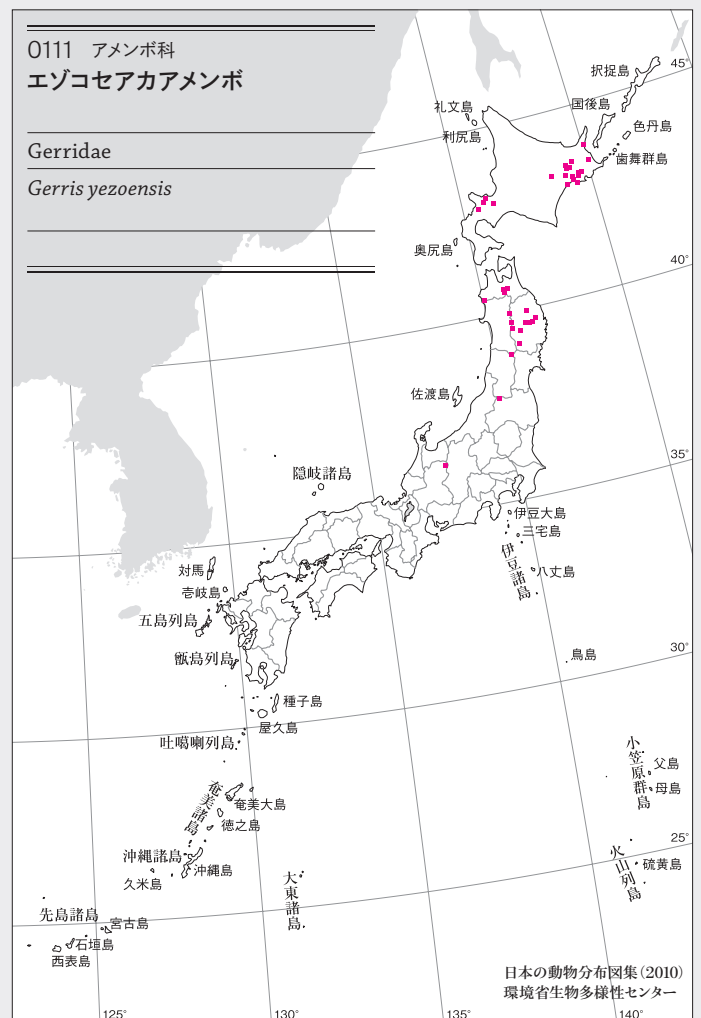 0111 アメンボ科
エゾコセアカアメンボ
Gerridae
Gerris yezoensis
45°
択捉島
国後島
礼文島
色丹島
利尻島
歯舞群島
奥尻島
40°
佐渡島
35°
隠岐諸島
伊豆大島
三宅島
伊豆諸島
八丈島
対馬
壱岐島
五島列島
甑島列島
30°
鳥島
種子島
屋久島
吐噶喇列島
小笠原群島
父島
母島
奄美諸島
奄美大島
徳之島
25°
沖縄諸島
沖縄島
久米島
火山列島
硫黄島
大東諸島
先島諸島
宮古島
石垣島
西表島
日本の動物分布図集(2010)
環境省生物多様性センター
125°
130°
135°
140°